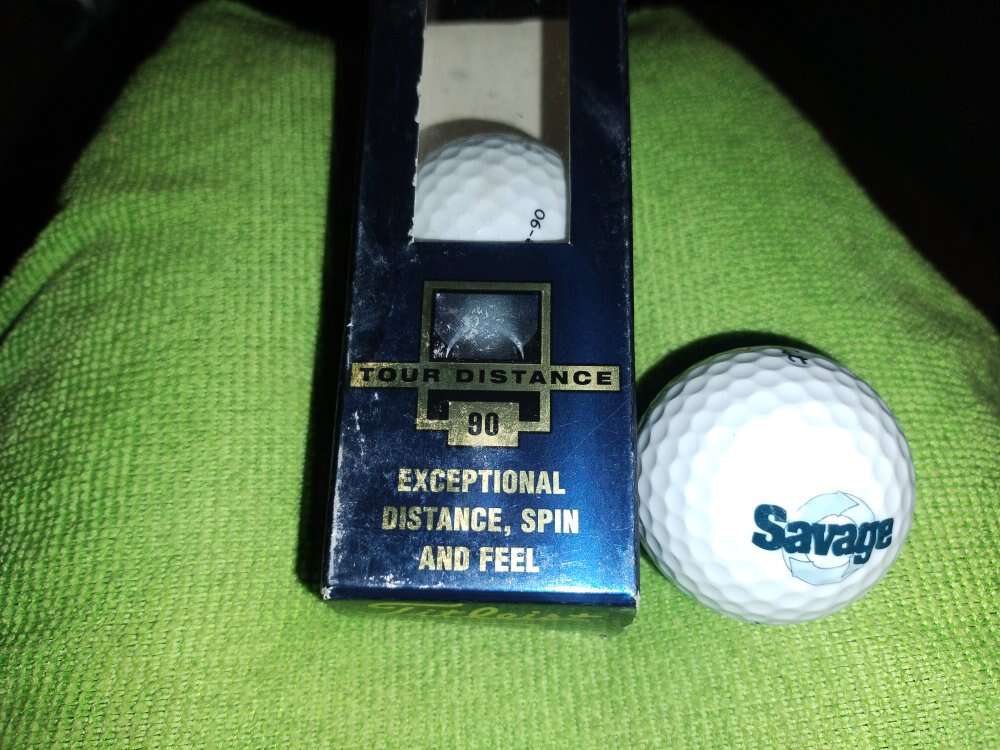 -90
TOUR DISTANCE
90
EXCEPTIONAL
DISTANCE, SPIN
AND FEEL
Savage